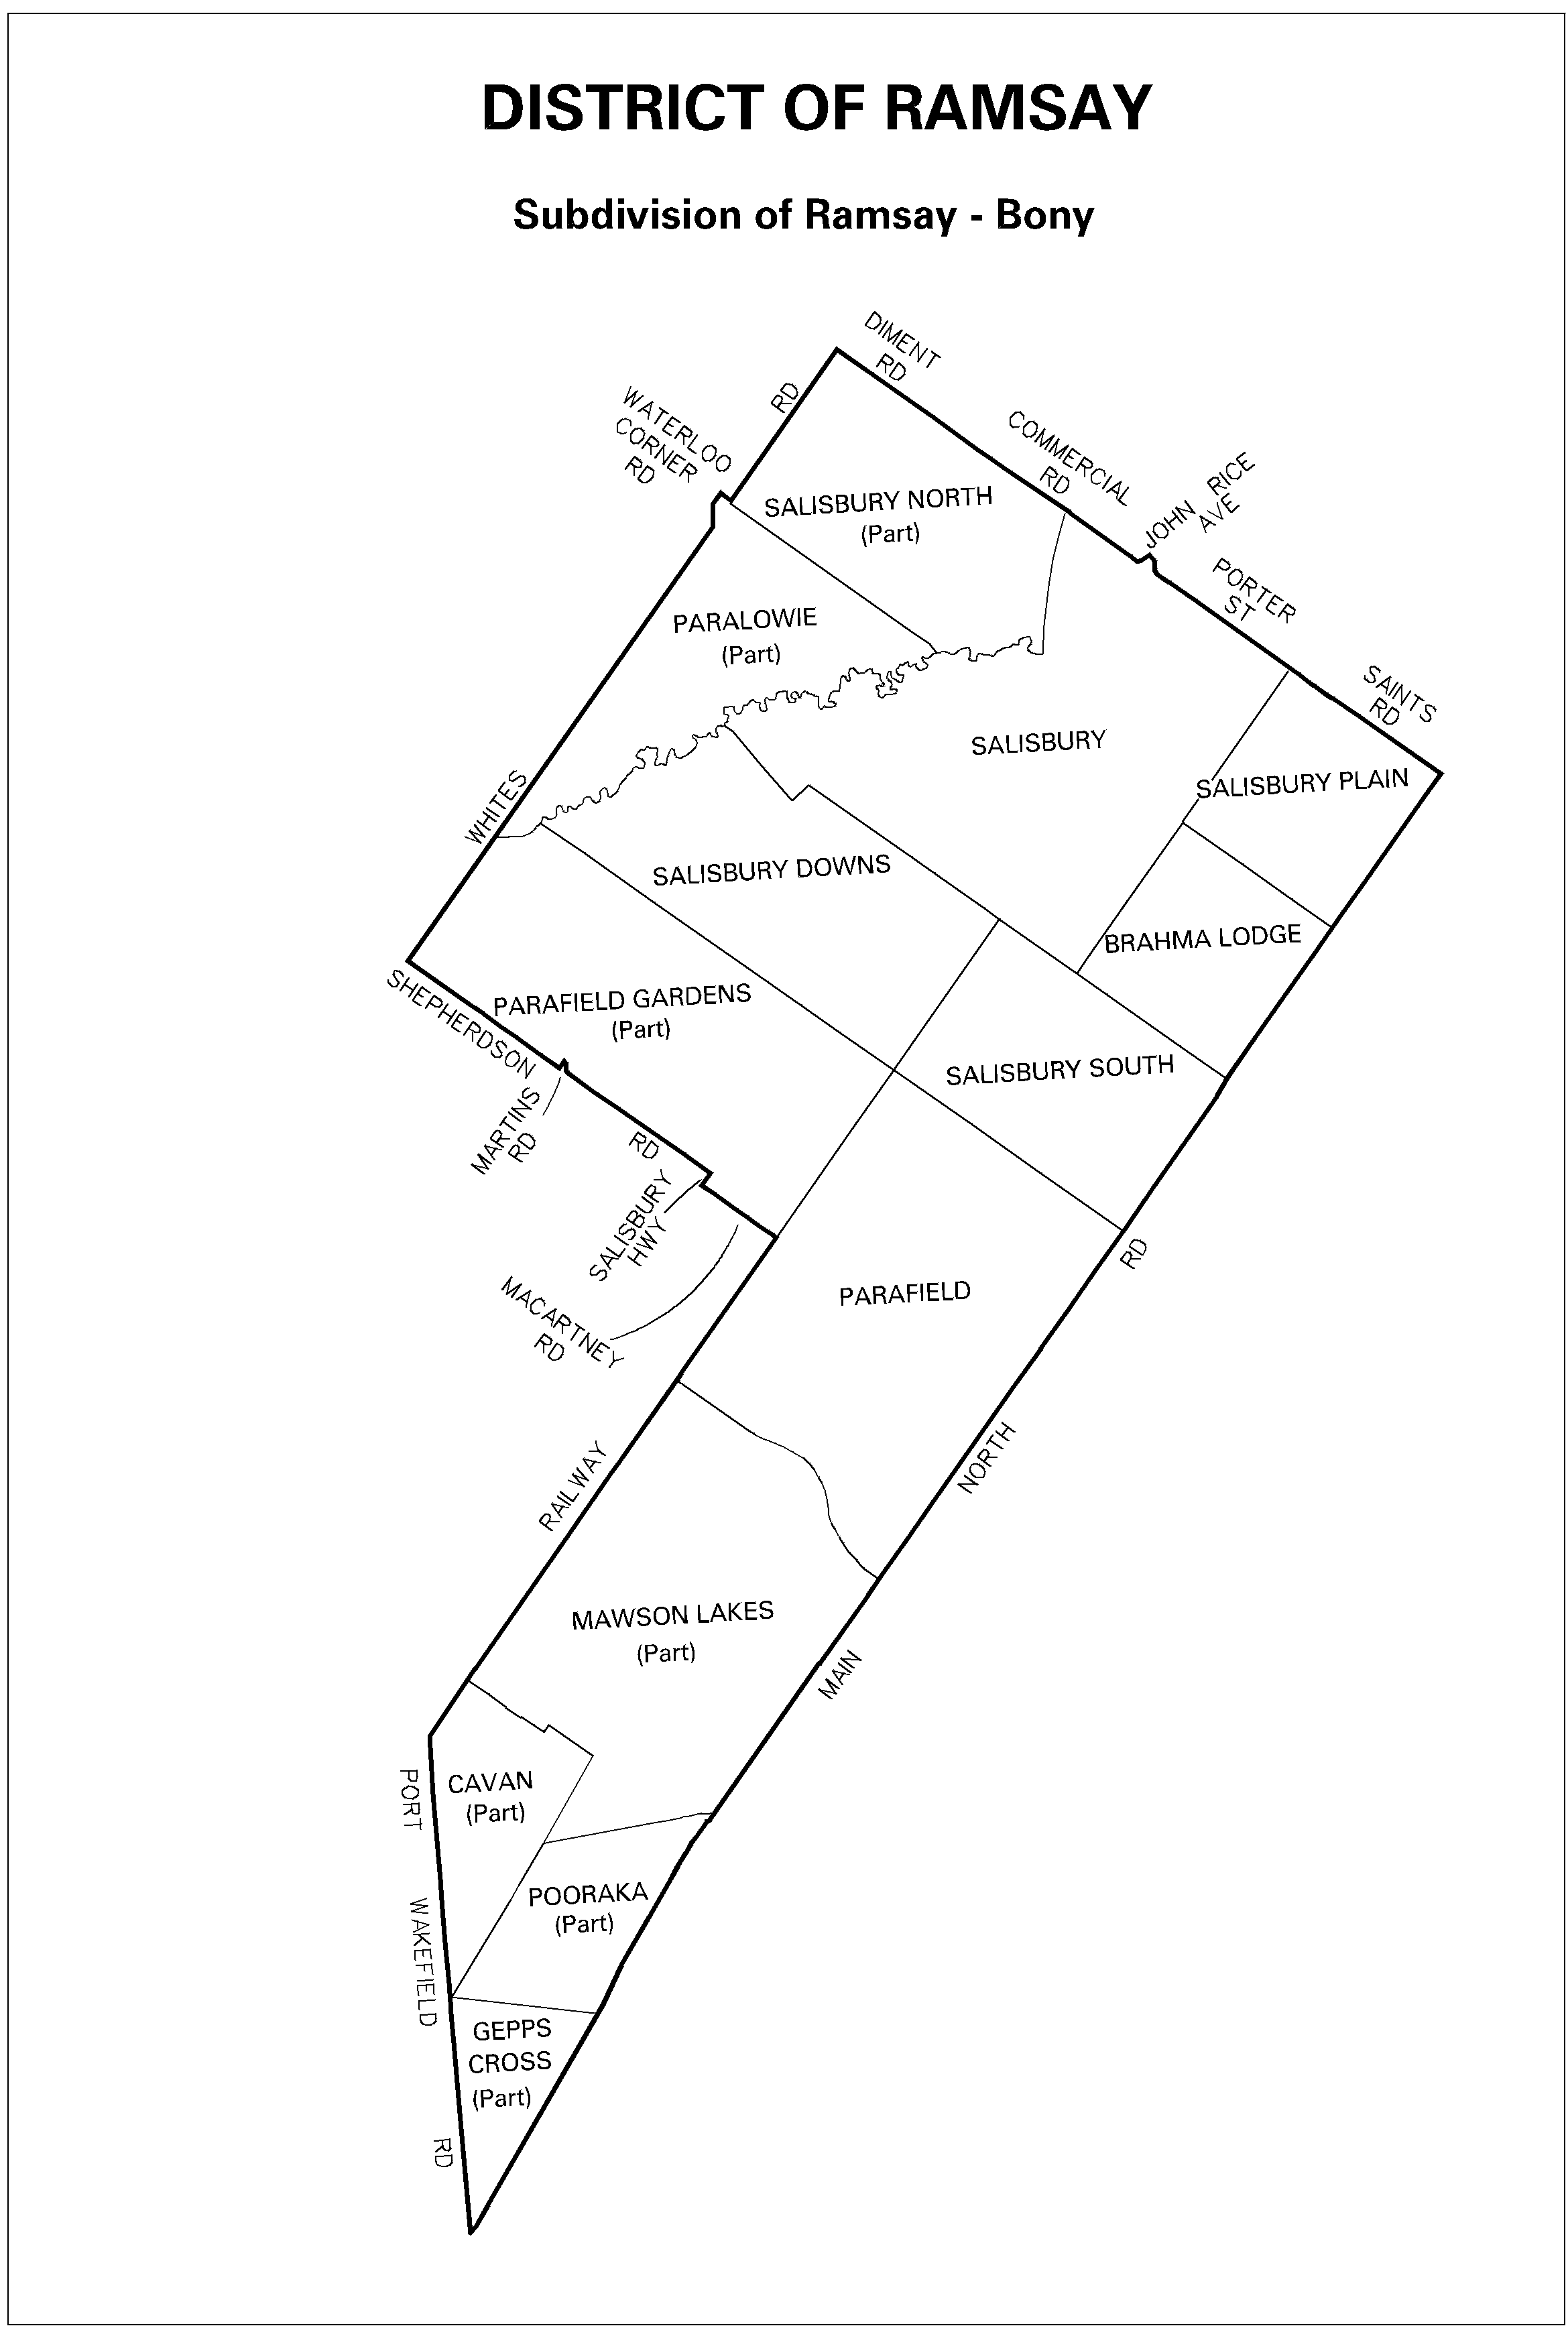 DISTRICT OF RAMSAY
Subdivision of Ramsay - Bony
DIMENT
RD
RD
WATERLOO
CORNER
RD
COMMERCIAL
RD
JOHN RICE
AVE
SALISBURY NORTH
(Part)
PORTER
ST
PARALOWIE
(Part)
SAINTS
RD
SALISBURY
SALISBURY PLAIN
WHITES
SALISBURY DOWNS
BRAHMA LODGE
PARAFIELD GARDENS
(Part)
SHEPHERDSON
RD
SALISBURY SOUTH
MARTINS
RD
SALISBURY
HWY
MACARTNEY
RD
RD
PARAFIELD
NORTH
RAILWAY
MAWSON LAKES
(Part)
MAIN
PORT
CAVAN
(Part)
POORAKA
(Part)
WAKEFIELD
GEPPS
CROSS
(Part)
RD